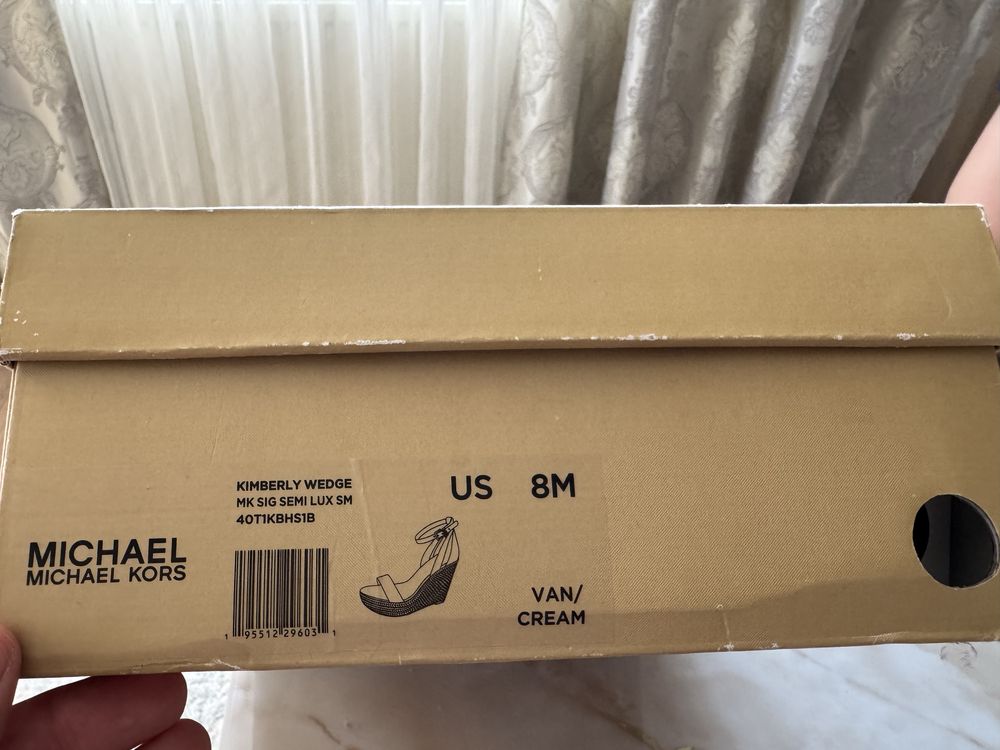 MICHAEL
MICHAEL KORS
KIMBERLY WEDGE
MK SIG SEMI LUX SM
40T1KBHS1B
1 95512 29603 1
US 8M
VAN/
CREAM